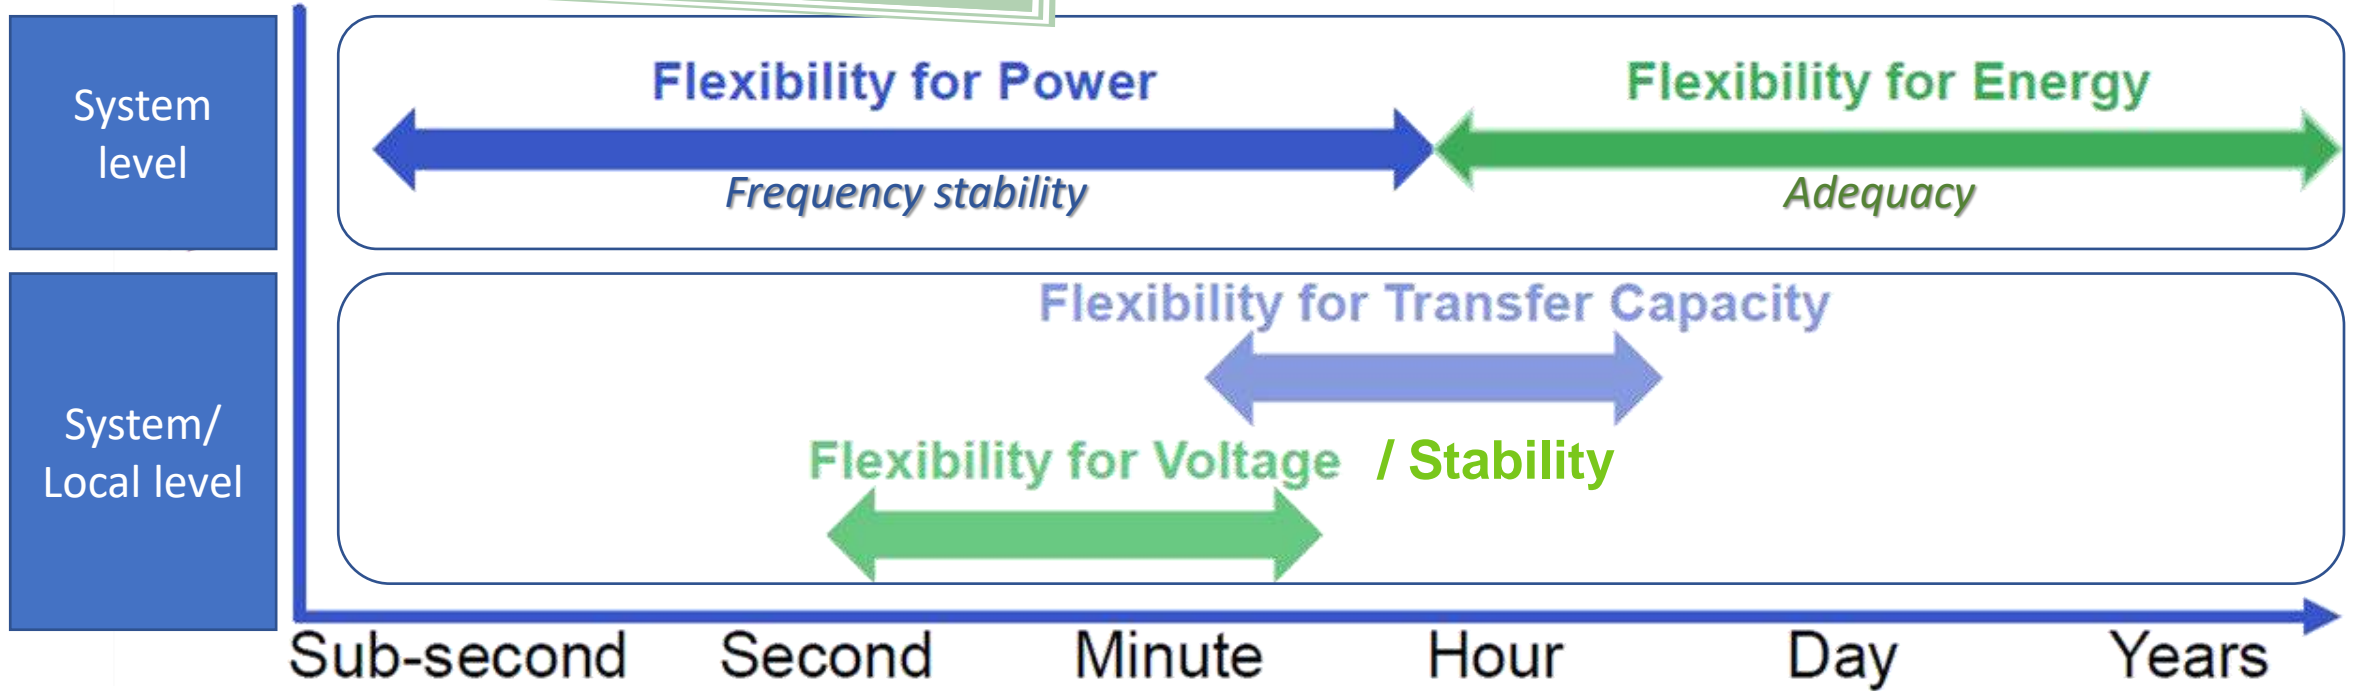 System
level
Flexibility for Power
Flexibility for Energy
Frequency stability
Adequacy
System/
Local level
Flexibility for Transfer Capacity
Flexibility for Voltage / Stability
Sub-second Second Minute Hour Day Years